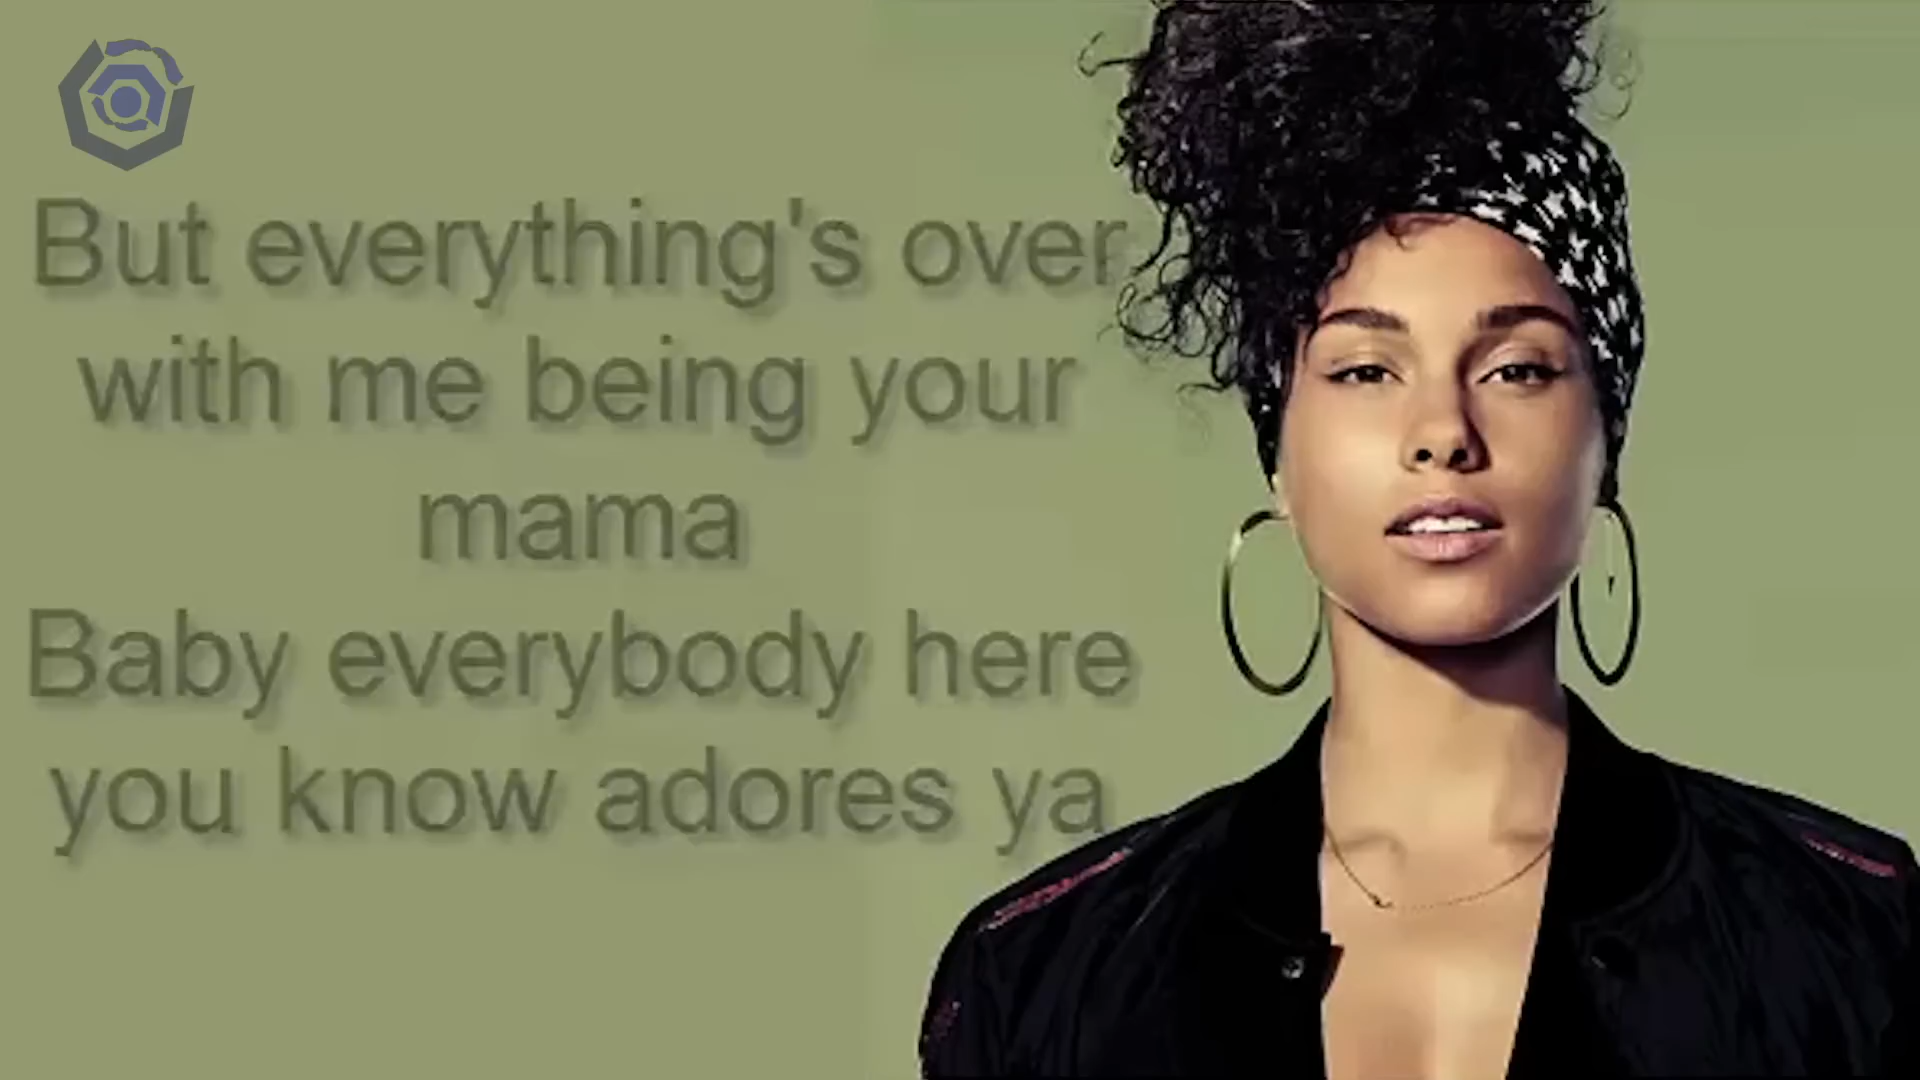 But everything's over
with me being your
mama
Baby everybody here
you know adores ya